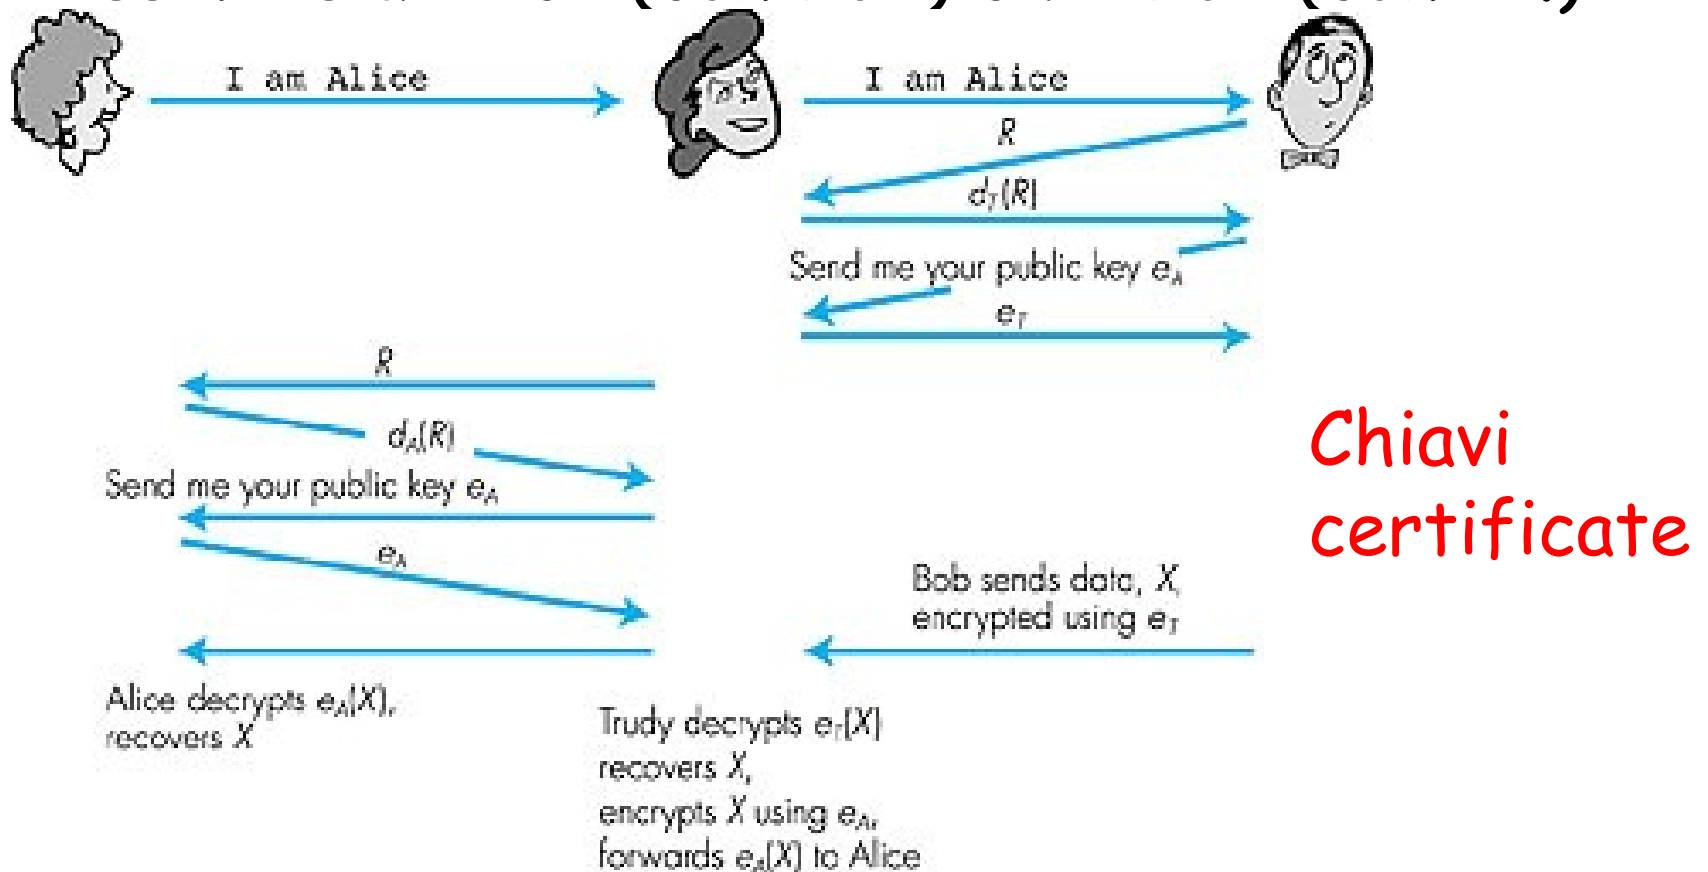 I am Alice
I am Alice
R
d_T(R)
Send me your public key e_A
e_T
R
d_A(R)
Send me your public key e_A
e_A
Chiavi
certificate
Bob sends data, X,
encrypted using e_T
Alice decrypts e_A(X),
recovers X
Trudy decrypts e_T(X)
recovers X,
encrypts X using e_A,
forwards e_A(X) to Alice